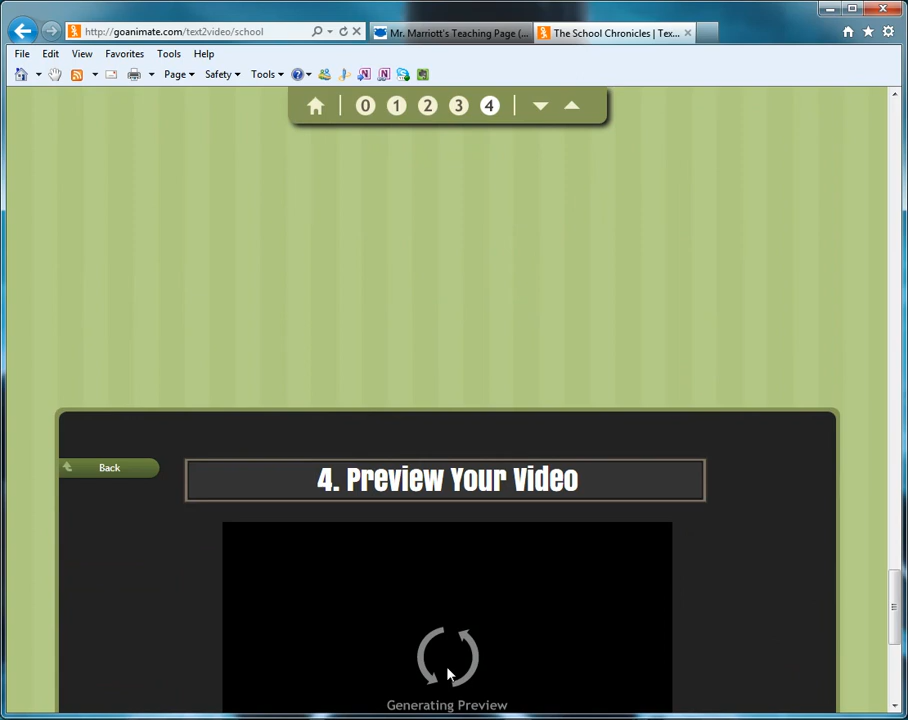 http://goanimate.com/text2video/school
Mr. Marriott's Teaching Page (...
The School Chronicles | Tex...
File Edit View Favorites Tools Help
Page Safety Tools
0 1 2 3 4
Back
4. Preview Your Video
Generating Preview